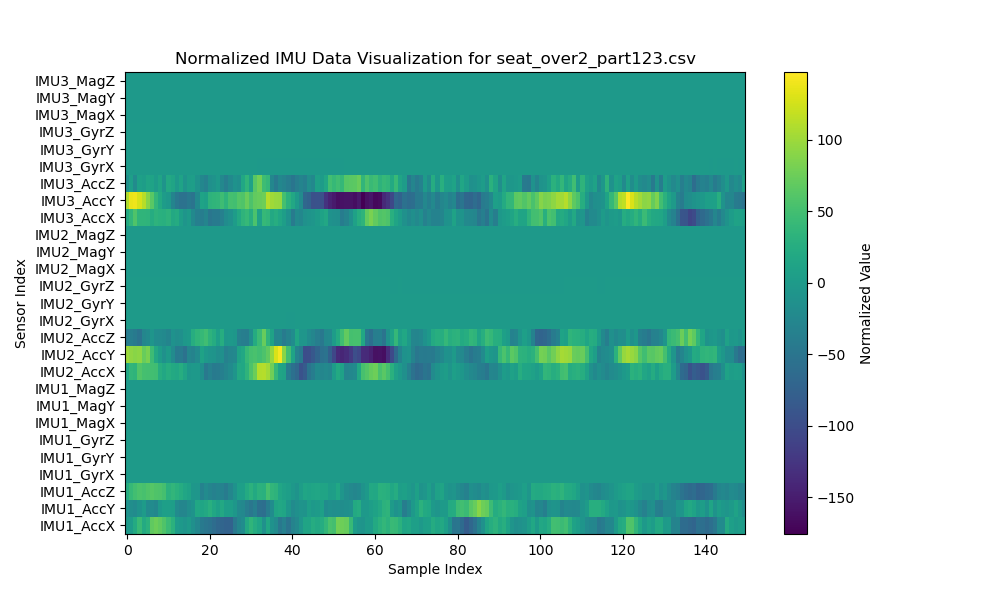 Normalized IMU Data Visualization for seat_over2_part123.csv
Sensor Index
IMU3_MagZ
IMU3_MagY
IMU3_MagX
IMU3_GyrZ
IMU3_GyrY
IMU3_GyrX
IMU3_AccZ
IMU3_AccY
IMU3_AccX
IMU2_MagZ
IMU2_MagY
IMU2_MagX
IMU2_GyrZ
IMU2_GyrY
IMU2_GyrX
IMU2_AccZ
IMU2_AccY
IMU2_AccX
IMU1_MagZ
IMU1_MagY
IMU1_MagX
IMU1_GyrZ
IMU1_GyrY
IMU1_GyrX
IMU1_AccZ
IMU1_AccY
IMU1_AccX
0 20 40 60 80 100 120 140
Sample Index
100
50
0
−50
−100
−150
Normalized Value